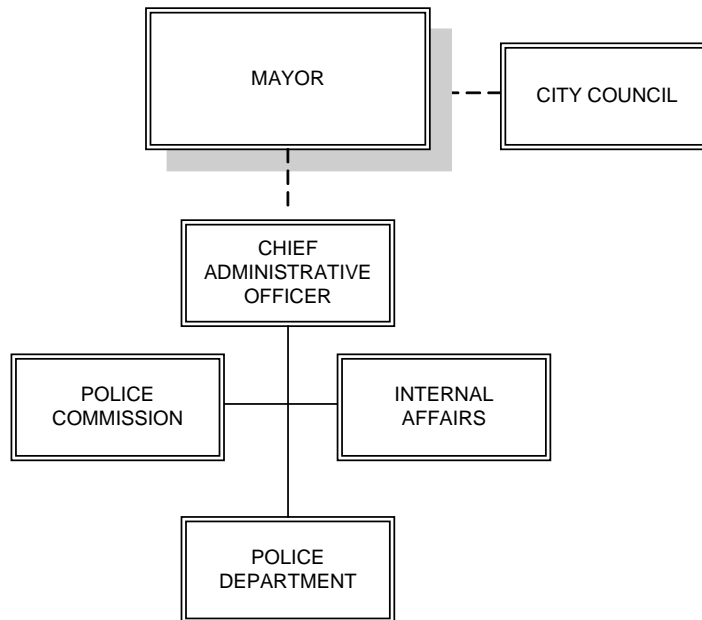 MAYOR
CITY COUNCIL
CHIEF
ADMINISTRATIVE
OFFICER
POLICE
COMMISSION
INTERNAL
AFFAIRS
POLICE
DEPARTMENT